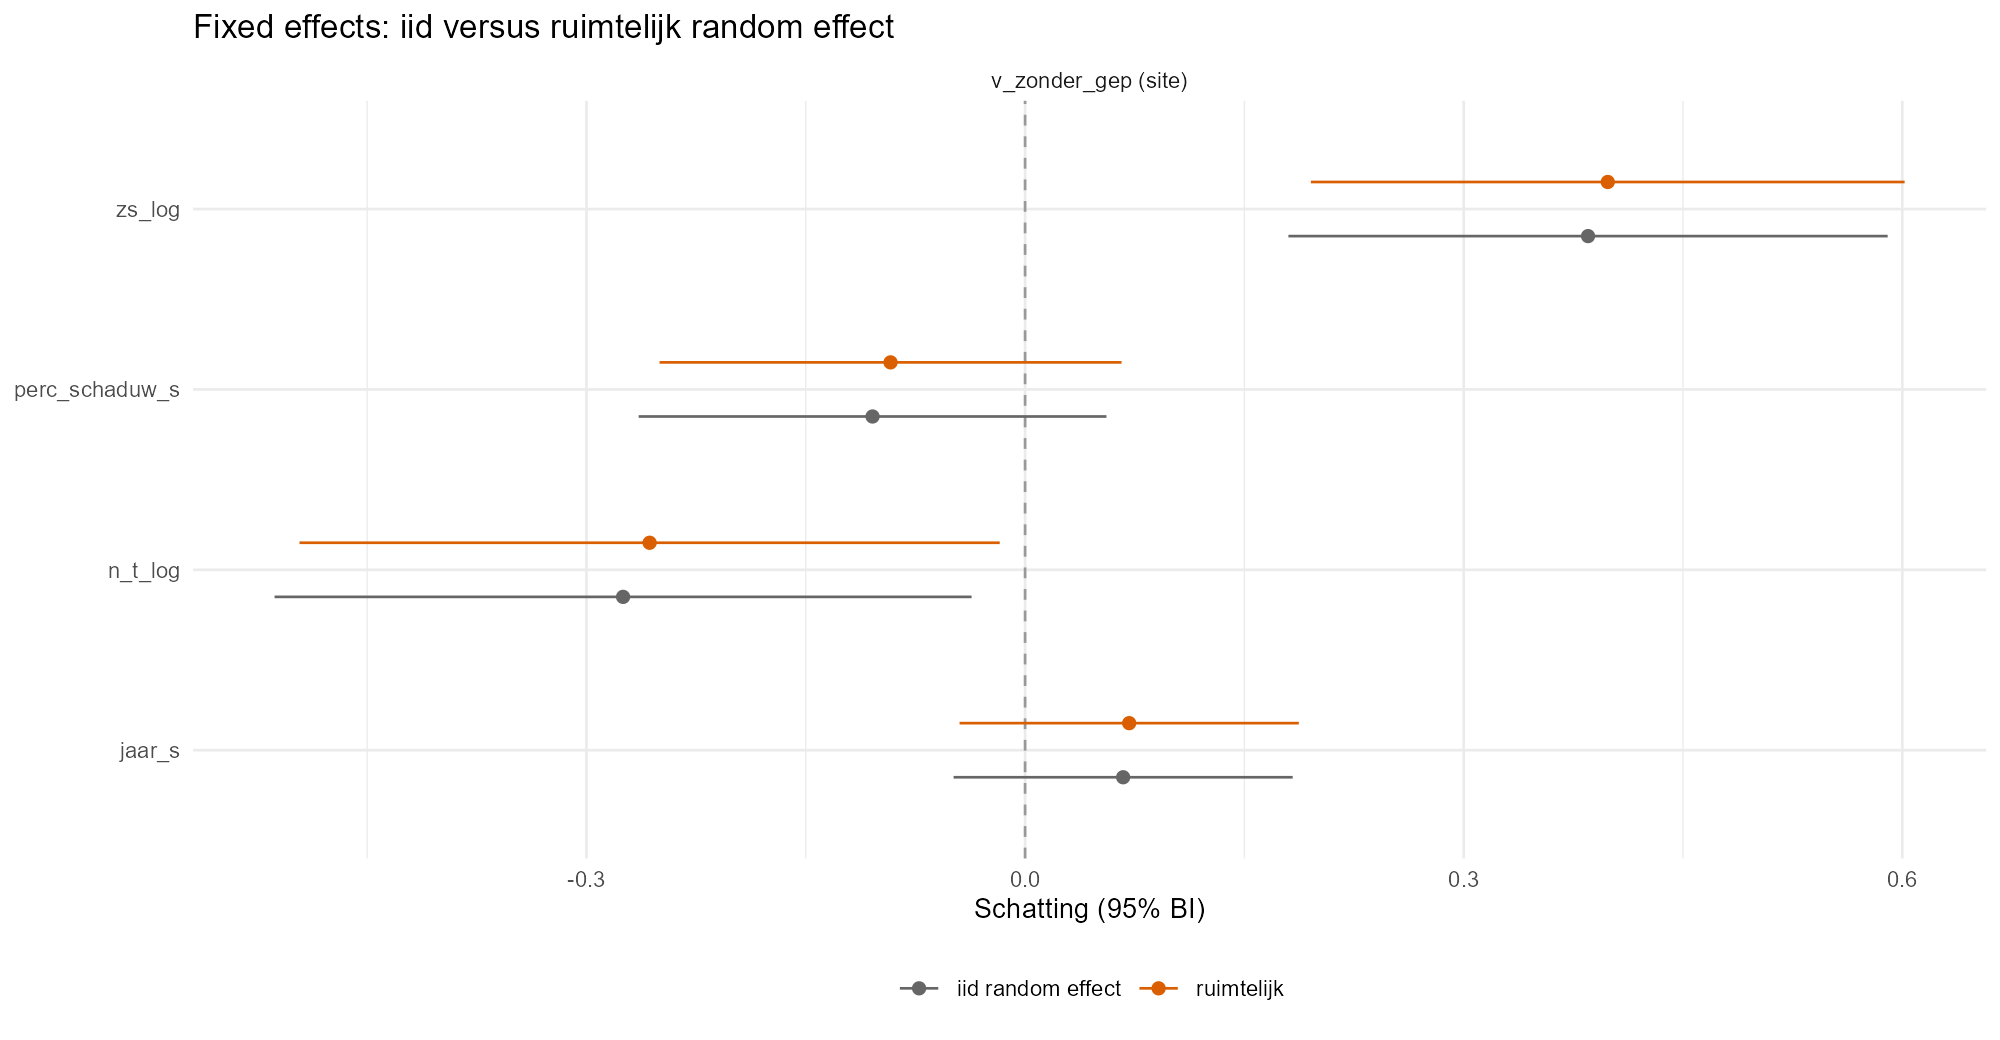 Fixed effects: iid versus ruimtelijk random effect
v_zonder_gep (site)
zs_log
perc_schaduw_s
n_t_log
jaar_s
-0.3 0.0 0.3 0.6
Schatting (95% BI)
iid random effect ruimtelijk